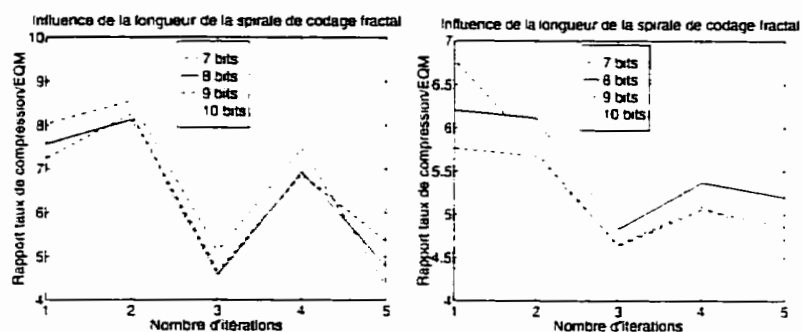 Influence de la longueur de la spirale de codage fractal
10
9
8
7
6
5
4
Rapport taux de compression/EQM
7 bits
8 bits
9 bits
10 bits
1
2
3
4
5
Nombre d'itérations
Influence de la longueur de la spirale de codage fractal
7
6.5
6
5.5
5
4.5
4
Rapport taux de compression/EQM
7 bits
8 bits
9 bits
10 bits
1
2
3
4
5
Nombre d'itérations